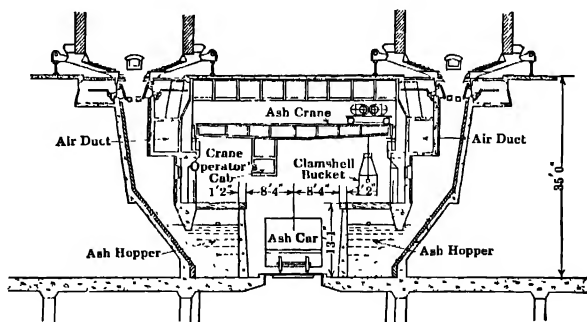 Ash Crane
Air Duct
Air Duct
Crane
Operator's
Cab
Clamshell
Bucket
1'2" 8'4" 8'4" 1'2"
35'0"
Ash Hopper
Ash Car
13'1"
Ash Hopper